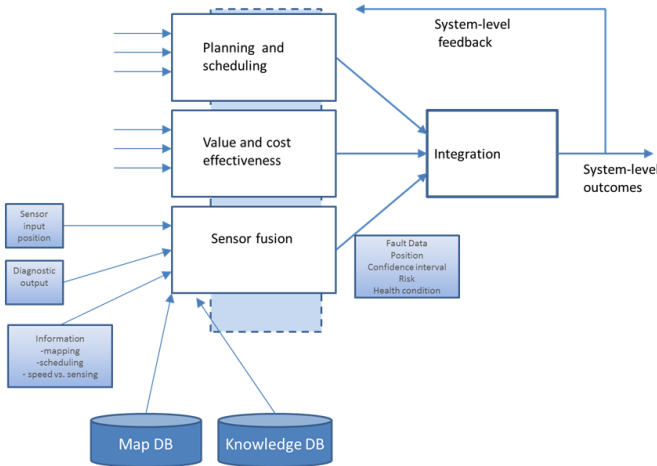 System-level
feedback
Planning and
scheduling
Value and cost
effectiveness
Integration
System-level
outcomes
Sensor
input
position
Sensor fusion
Fault Data
Position
Confidence interval
Risk
Health condition
Diagnostic
output
Information
-mapping
-scheduling
- speed vs. sensing
Map DB
Knowledge DB